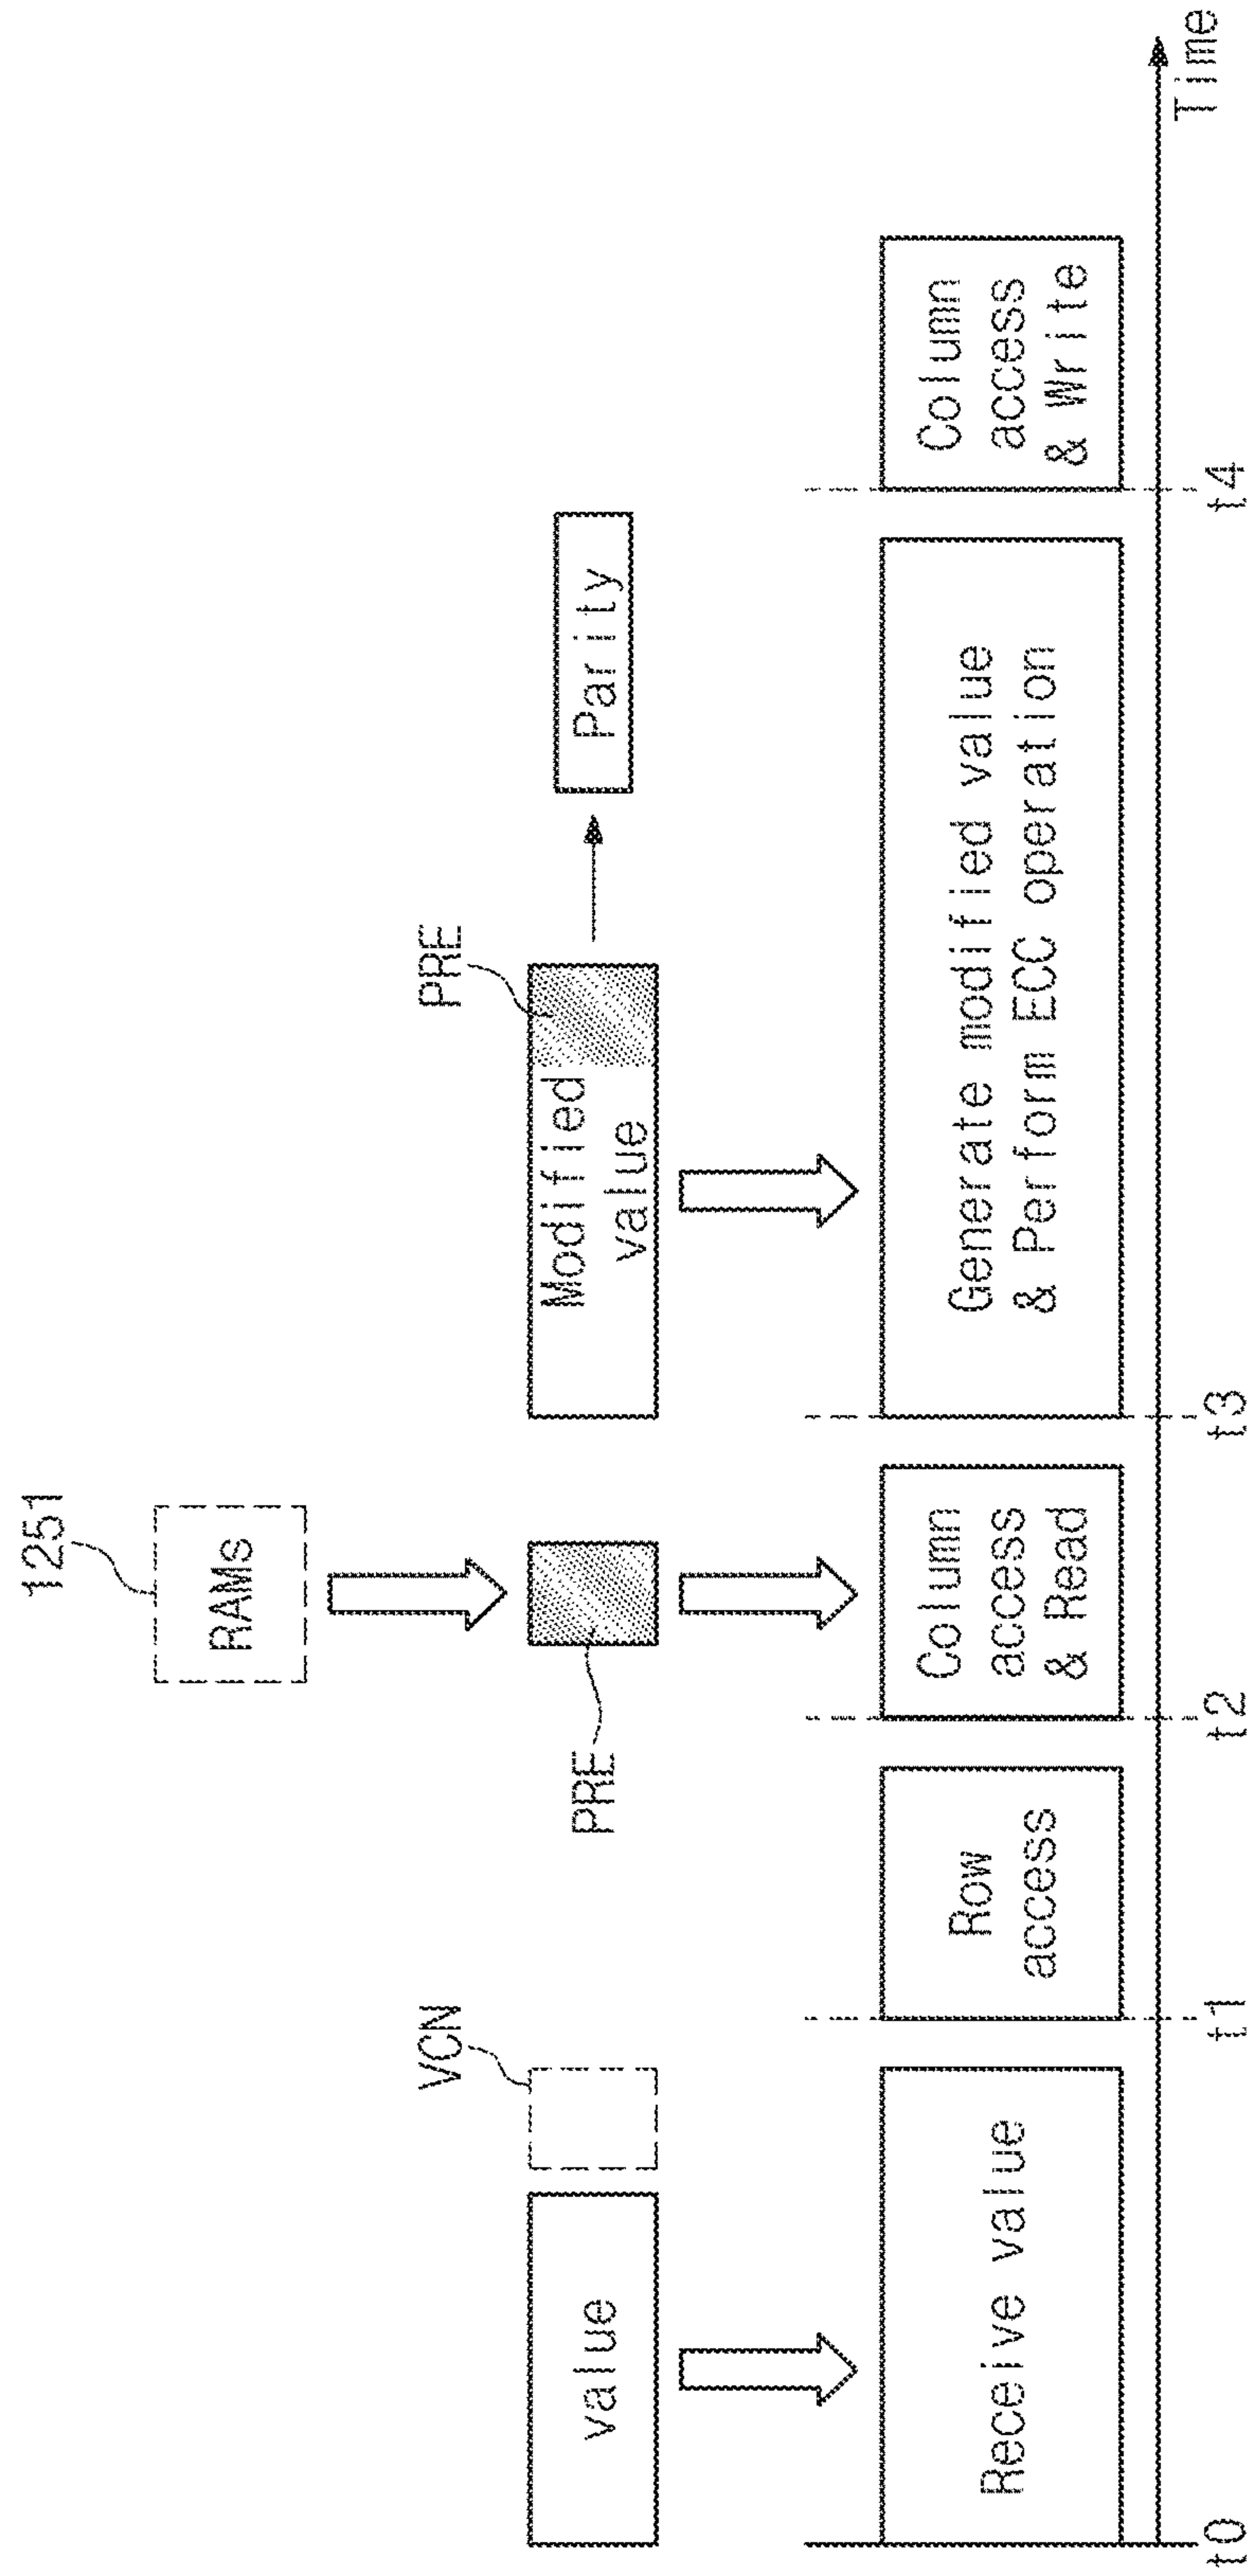 1251
RAMs
VCN
PRE
value
PRE
Modified
value
Parity
Receive value
Row
access
Column
access
& Read
Generate modified value
& Perform ECC operation
Column
access
& Write
t0
t1
t2
t3
t4
Time